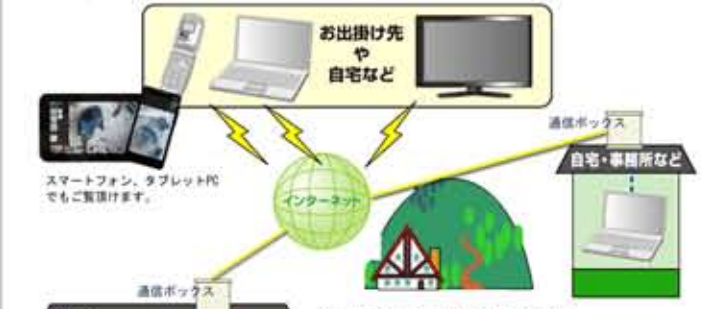 お出掛け先
や
自宅など
通信ボックス
自宅・事務所など
スマートフォン、タブレットPC
でもご覧頂けます。
インターネット
通信ボックス